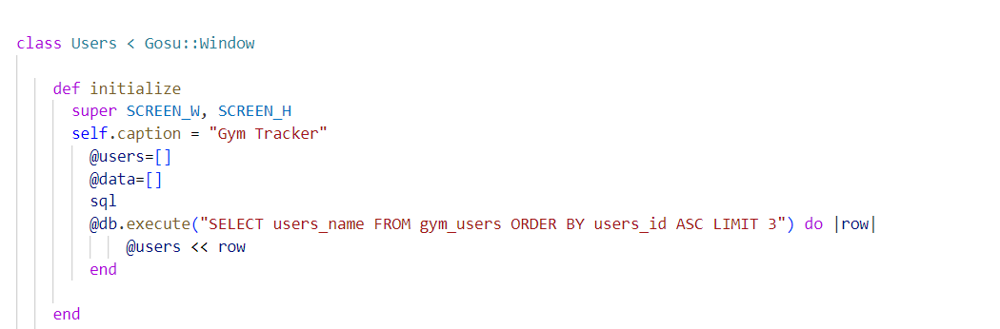 class Users < Gosu::Window
def initialize
super SCREEN_W, SCREEN_H
self.caption = "Gym Tracker"
@users=[]
@data=[]
sql
@db.execute("SELECT users_name FROM gym_users ORDER BY users_id ASC LIMIT 3") do |row|
@users << row
end
end